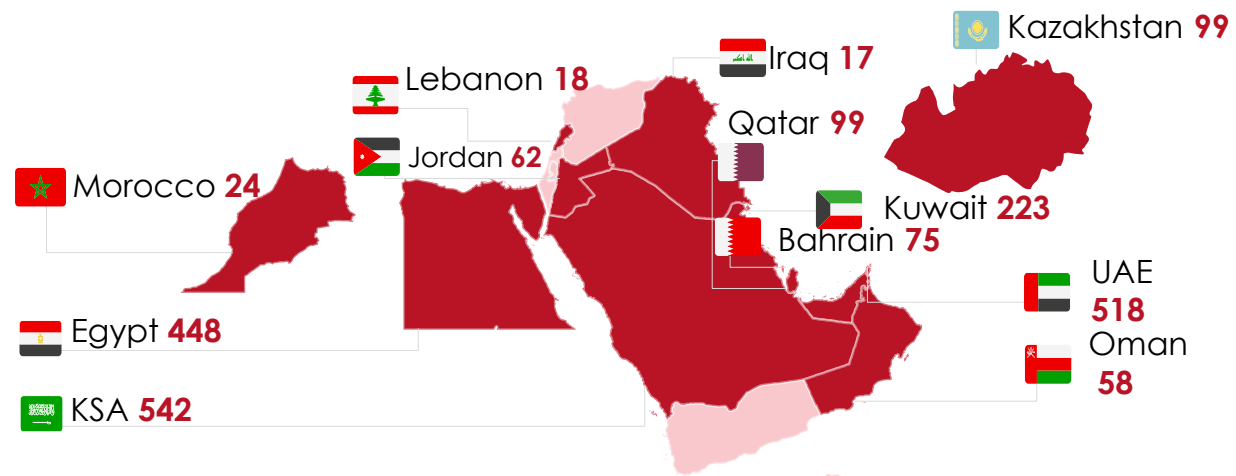 Kazakhstan 99
Iraq 17
Lebanon 18
Qatar 99
Jordan 62
Morocco 24
Kuwait 223
Bahrain 75
UAE
518
Egypt 448
Oman
58
KSA 542